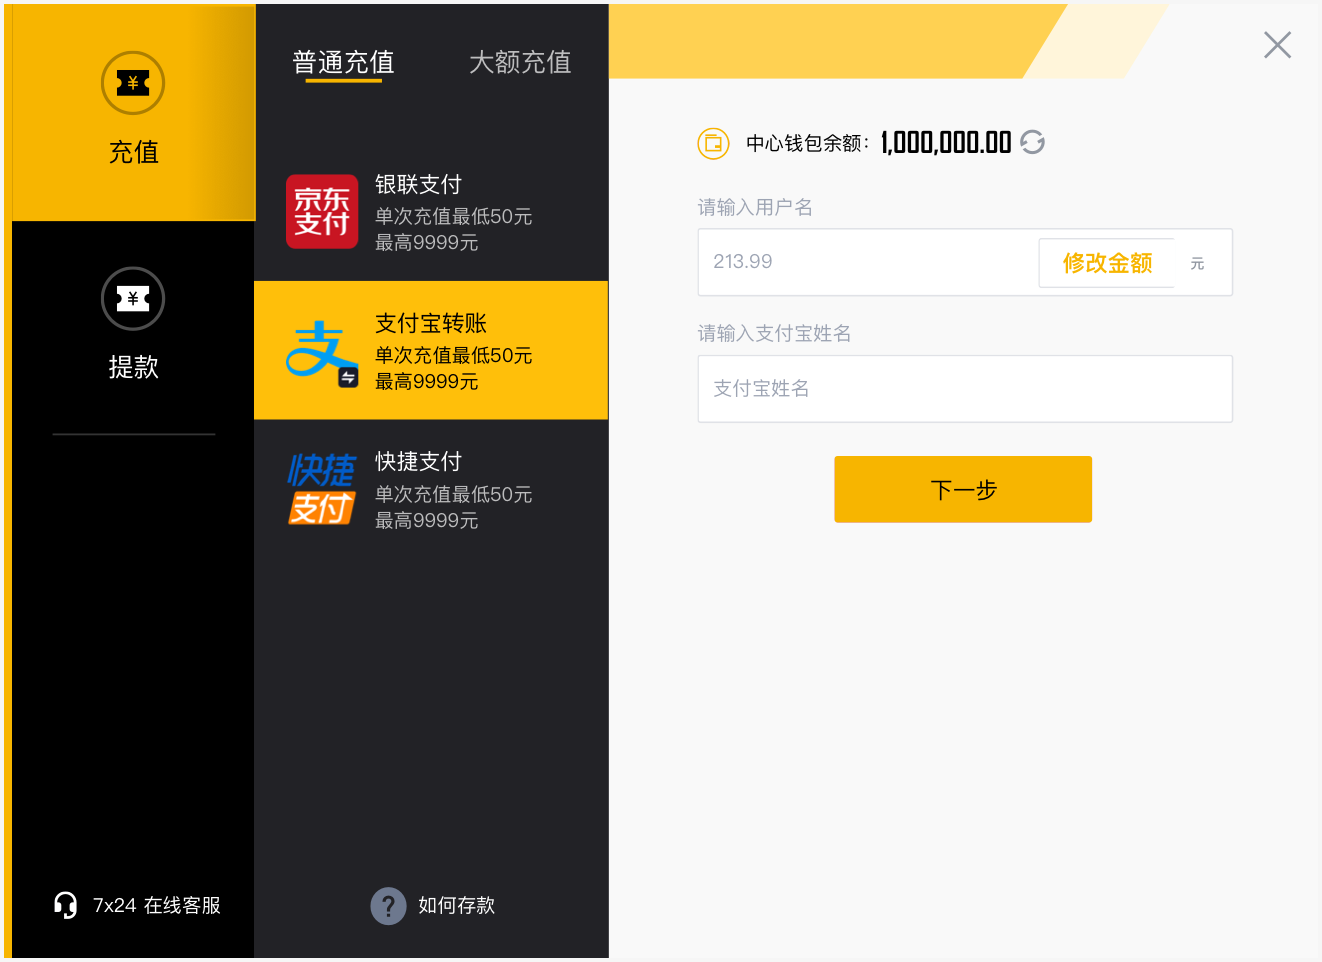 充值
提款
7x24 在线客服
普通充值
大额充值
京东
支付
银联支付
单次充值最低50元
最高9999元
支
支付宝转账
单次充值最低50元
最高9999元
快捷
支付
快捷支付
单次充值最低50元
最高9999元
? 如何存款
中心钱包余额：1,000,000.00
请输入用户名
213.99
修改金额
元
请输入支付宝姓名
支付宝姓名
下一步